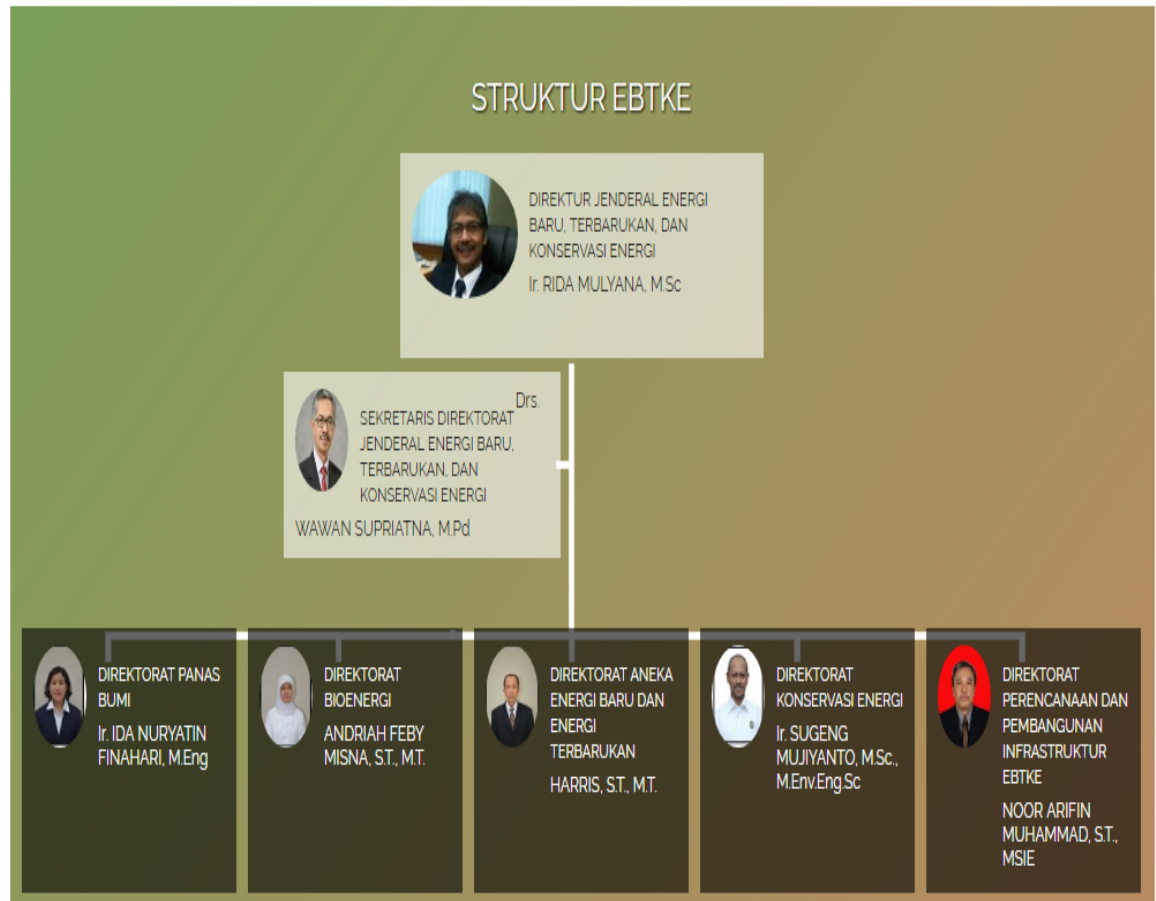 STRUKTUR EBTKE
DIREKTUR JENDERAL ENERGI
BARU, TERBARUKAN, DAN
KONSERVASI ENERGI
Ir. RIDA MULYANA, M.Sc
Drs.
SEKRETARIS DIREKTORAT
JENDERAL ENERGI BARU,
TERBARUKAN, DAN
KONSERVASI ENERGI
WAWAN SUPRIATNA, M.Pd
DIREKTORAT PANAS
BUMI
Ir. IDA NURYATIN
FINAHARI, M.Eng
DIREKTORAT
BIOENERGI
ANDRIAH FEBY
MISNA, S.T., M.T.
DIREKTORAT ANEKA
ENERGI BARU DAN
ENERGI
TERBARUKAN
HARRIS, S.T., M.T.
DIREKTORAT
KONSERVASI ENERGI
Ir. SUGENG
MUJIYANTO, M.Sc.,
M.Env.Eng.Sc
DIREKTORAT
PERENCANAAN DAN
PEMBANGUNAN
INFRASTRUKTUR
EBTKE
NOOR ARIFIN
MUHAMMAD, S.T.,
MSIE